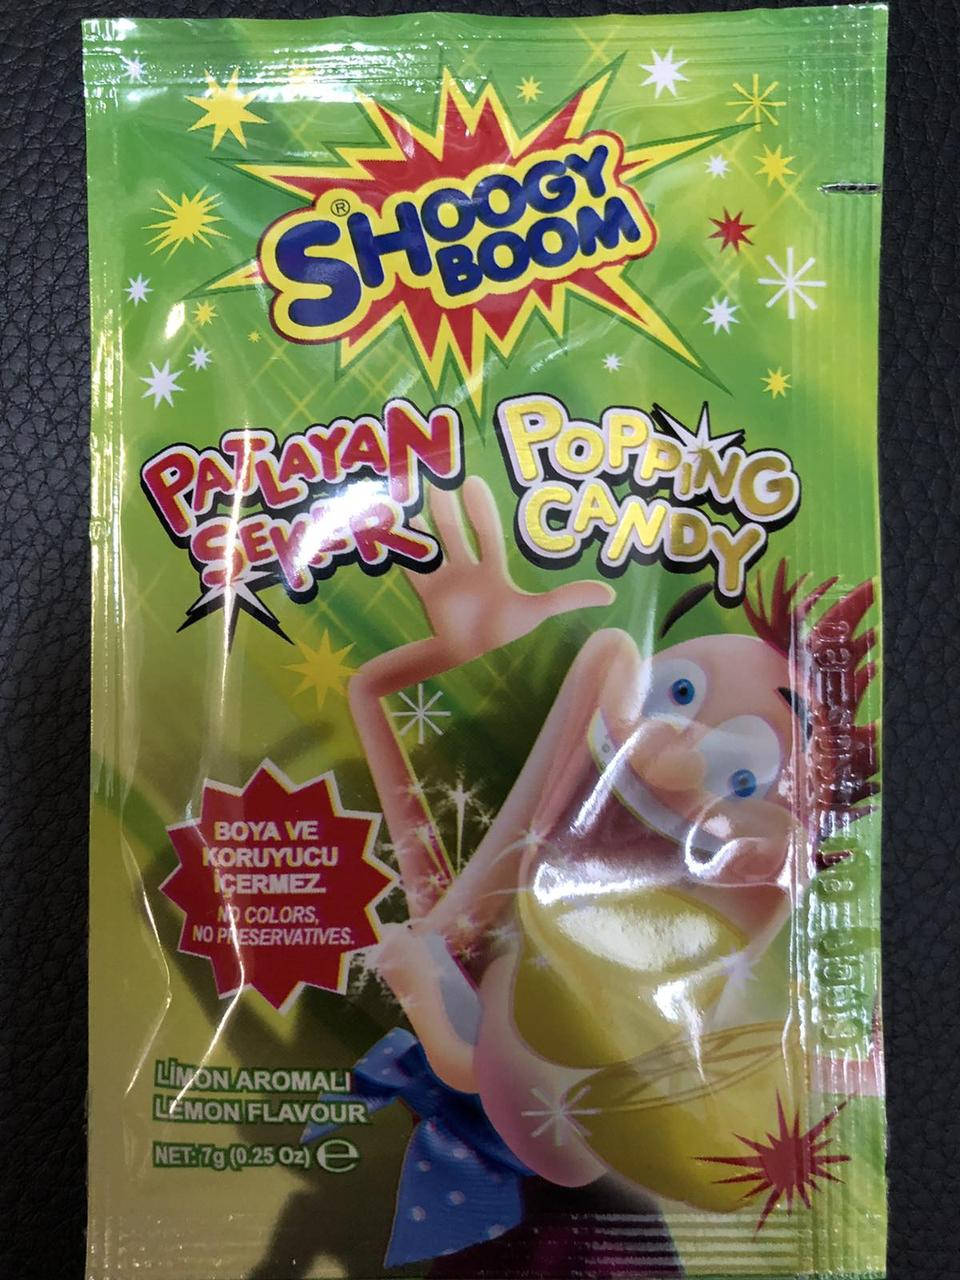 SHOOGY
BOOM
®
PATLAYAN
ŞEKER
POPPING
CANDY
BOYA VE
KORUYUCU
İÇERMEZ.
NO COLORS,
NO PRESERVATIVES.
LİMON AROMALI
LEMON FLAVOUR
NET: 7g (0.25 Oz) ℮